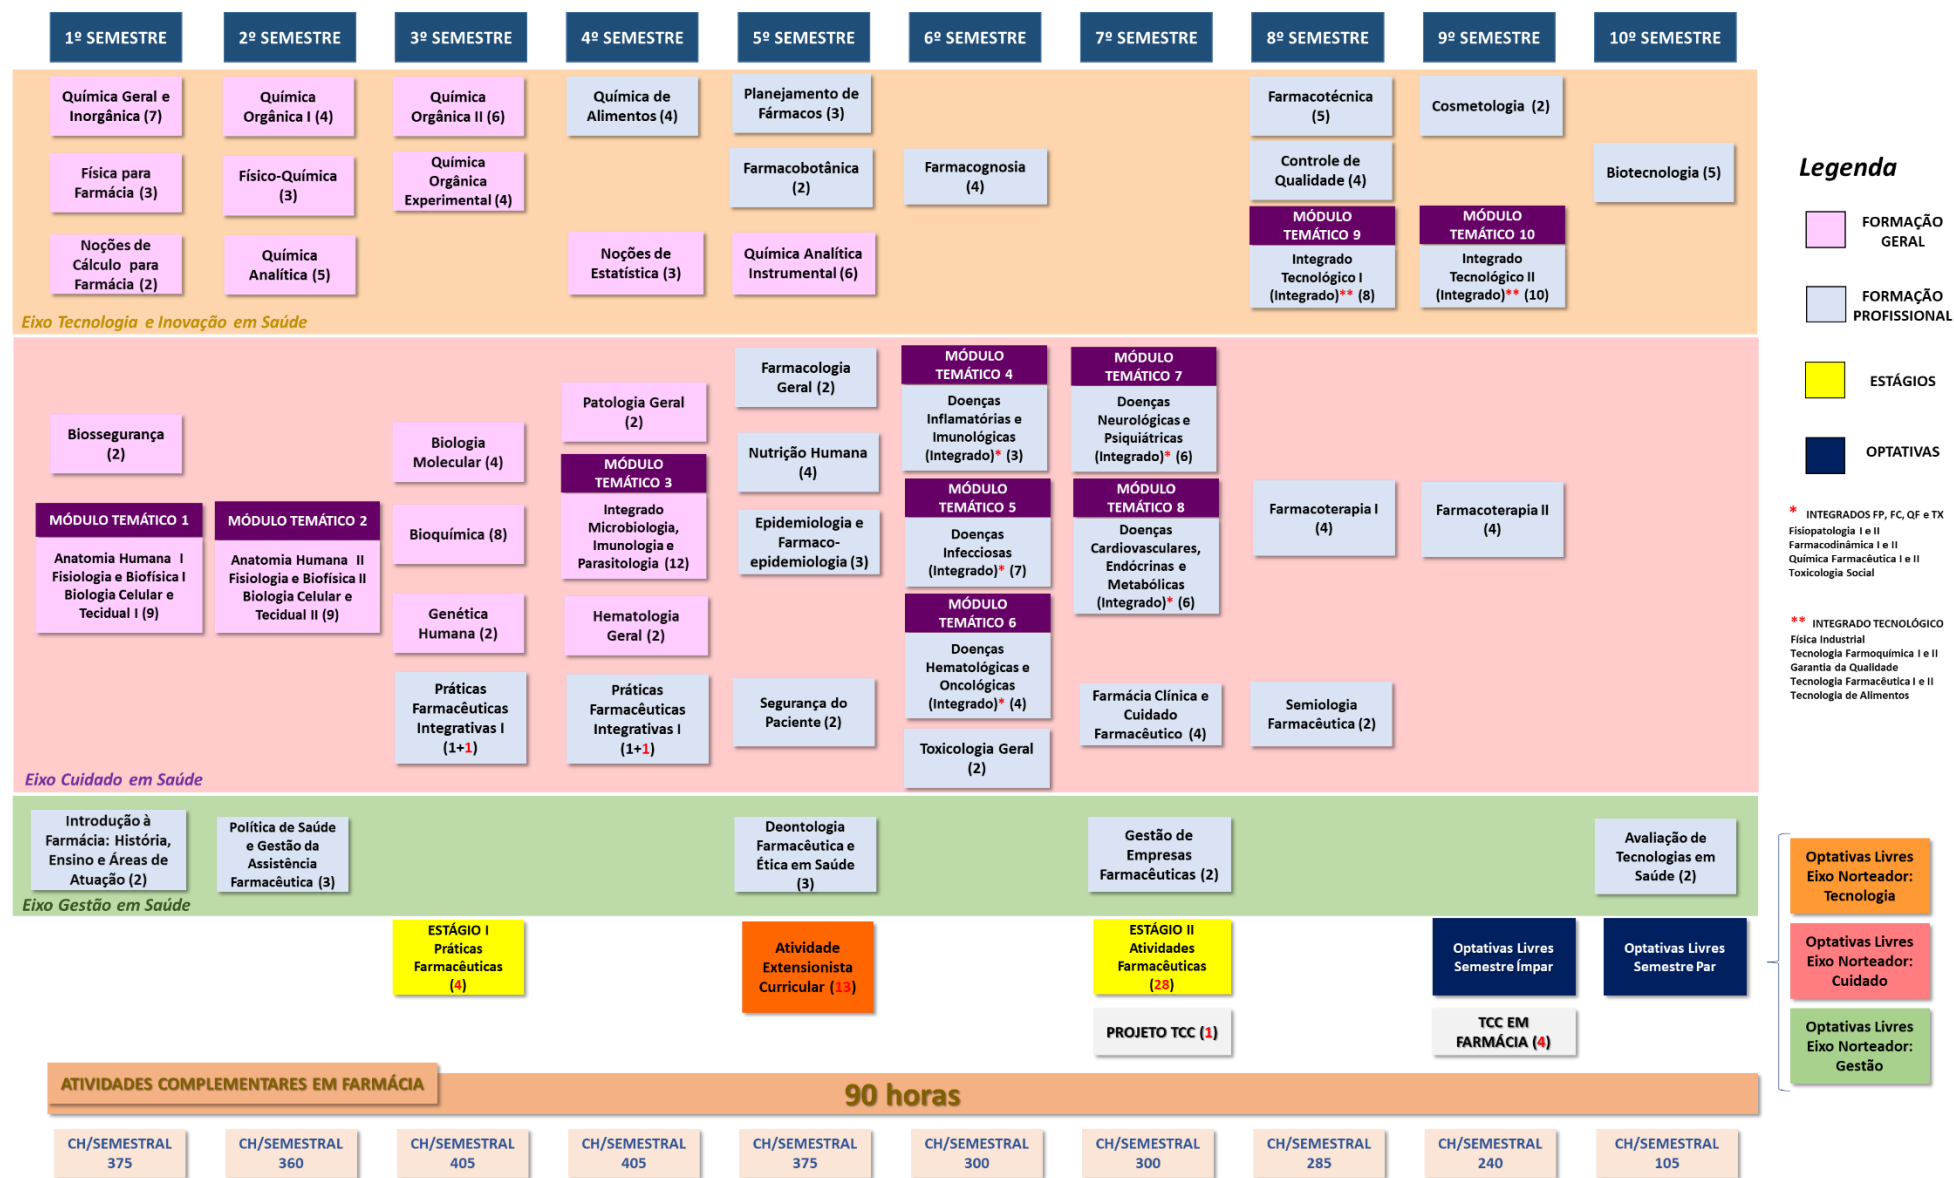 1º SEMESTRE
2º SEMESTRE
3º SEMESTRE
4º SEMESTRE
5º SEMESTRE
6º SEMESTRE
7º SEMESTRE
8º SEMESTRE
9º SEMESTRE
10º SEMESTRE
Química Geral e
Inorgânica (7)
Química
Orgânica I (4)
Química
Orgânica II (6)
Química de
Alimentos (4)
Planejamento de
Fármacos (3)
Farmacotécnica
(5)
Cosmetologia (2)
Física para
Farmácia (3)
Físico-Química
(3)
Química
Orgânica
Experimental (4)
Farmacobotânica
(2)
Farmacognosia
(4)
Controle de
Qualidade (4)
Biotecnologia (5)
Noções de
Cálculo para
Farmácia (2)
Química
Analítica (5)
Noções de
Estatística (3)
Química Analítica
Instrumental (6)
MÓDULO
TEMÁTICO 9
Integrado
Tecnológico I
(Integrado)** (8)
MÓDULO
TEMÁTICO 10
Integrado
Tecnológico II
(Integrado)** (10)
Eixo Tecnologia e Inovação em Saúde
Biossegurança
(2)
MÓDULO TEMÁTICO 1
Anatomia Humana I
Fisiologia e Biofísica I
Biologia Celular e
Tecidual I (9)
MÓDULO TEMÁTICO 2
Anatomia Humana II
Fisiologia e Biofísica II
Biologia Celular e
Tecidual II (9)
Biologia
Molecular (4)
Bioquímica (8)
Genética
Humana (2)
Práticas
Farmacêuticas
Integrativas I
(1+1)
Patologia Geral
(2)
MÓDULO
TEMÁTICO 3
Integrado
Microbiologia,
Imunologia e
Parasitologia (12)
Hematologia
Geral (2)
Práticas
Farmacêuticas
Integrativas I
(1+1)
Farmacologia
Geral (2)
Nutrição Humana
(4)
Epidemiologia e
Farmaco-
epidemiologia (3)
Segurança do
Paciente (2)
MÓDULO
TEMÁTICO 4
Doenças
Inflamatórias e
Imunológicas
(Integrado)* (3)
MÓDULO
TEMÁTICO 5
Doenças
Infecciosas
(Integrado)* (7)
MÓDULO
TEMÁTICO 6
Doenças
Hematológicas e
Oncológicas
(Integrado)* (4)
Toxicologia Geral
(2)
MÓDULO
TEMÁTICO 7
Doenças
Neurológicas e
Psiquiátricas
(Integrado)* (6)
MÓDULO
TEMÁTICO 8
Doenças
Cardiovasculares,
Endócrinas e
Metabólicas
(Integrado)* (6)
Farmácia Clínica e
Cuidado
Farmacêutico (4)
Farmacoterapia I
(4)
Semiologia
Farmacêutica (2)
Farmacoterapia II
(4)
Eixo Cuidado em Saúde
Introdução à
Farmácia: História,
Ensino e Áreas de
Atuação (2)
Política de Saúde
e Gestão da
Assistência
Farmacêutica (3)
Deontologia
Farmacêutica e
Ética em Saúde
(3)
Gestão de
Empresas
Farmacêuticas (2)
Avaliação de
Tecnologias em
Saúde (2)
Eixo Gestão em Saúde
ESTÁGIO I
Práticas
Farmacêuticas
(4)
Atividade
Extensionista
Curricular (13)
ESTÁGIO II
Atividades
Farmacêuticas
(28)
Optativas Livres
Semestre Ímpar
Optativas Livres
Semestre Par
PROJETO TCC (1)
TCC EM
FARMÁCIA (4)
ATIVIDADES COMPLEMENTARES EM FARMÁCIA
90 horas
CH/SEMESTRAL
375
CH/SEMESTRAL
360
CH/SEMESTRAL
405
CH/SEMESTRAL
405
CH/SEMESTRAL
375
CH/SEMESTRAL
300
CH/SEMESTRAL
300
CH/SEMESTRAL
285
CH/SEMESTRAL
240
CH/SEMESTRAL
105
Legenda
FORMAÇÃO
GERAL
FORMAÇÃO
PROFISSIONAL
ESTÁGIOS
OPTATIVAS
* INTEGRADOS FP, FC, QF e TX
Fisiopatologia I e II
Farmacodinâmica I e II
Química Farmacêutica I e II
Toxicologia Social
** INTEGRADO TECNOLÓGICO
Física Industrial
Tecnologia Farmoquímica I e II
Garantia da Qualidade
Tecnologia Farmacêutica I e II
Tecnologia de Alimentos
Optativas Livres
Eixo Norteador:
Tecnologia
Optativas Livres
Eixo Norteador:
Cuidado
Optativas Livres
Eixo Norteador:
Gestão